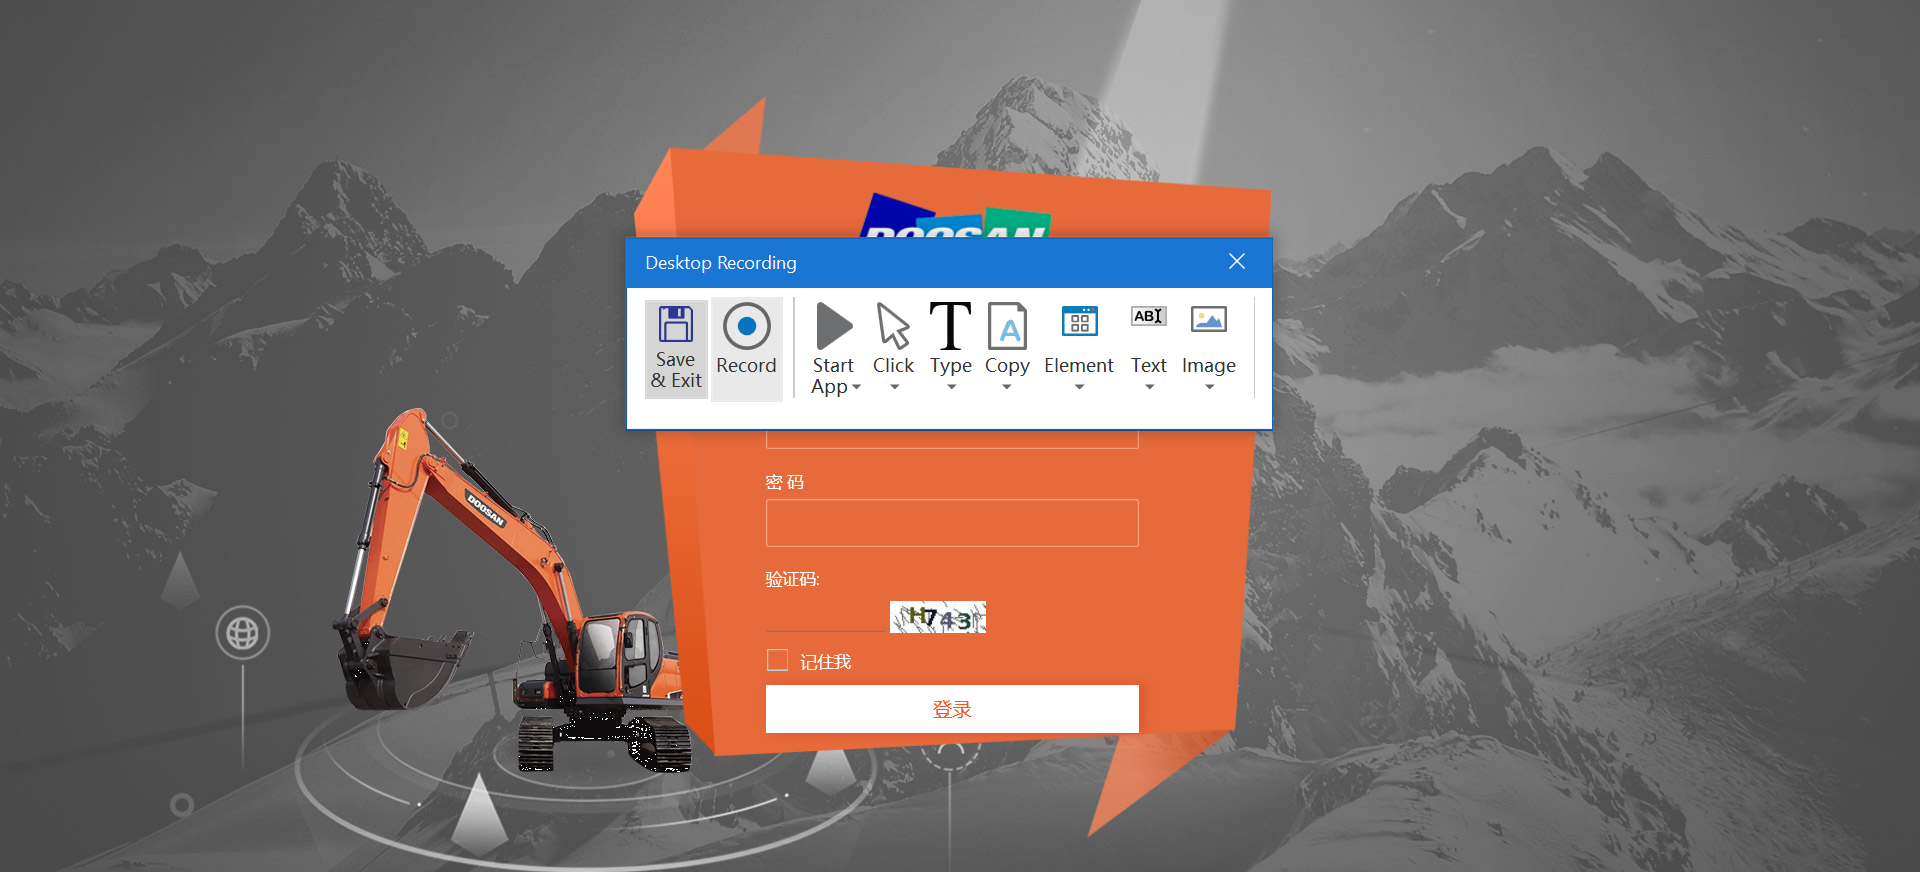 DOOSAN
Desktop Recording
Save
& Exit
Record
Start
App
Click
Type
A
Copy
Element
ABI
Text
Image
密 码
DOOSAN
验证码:
H743
记住我
登录